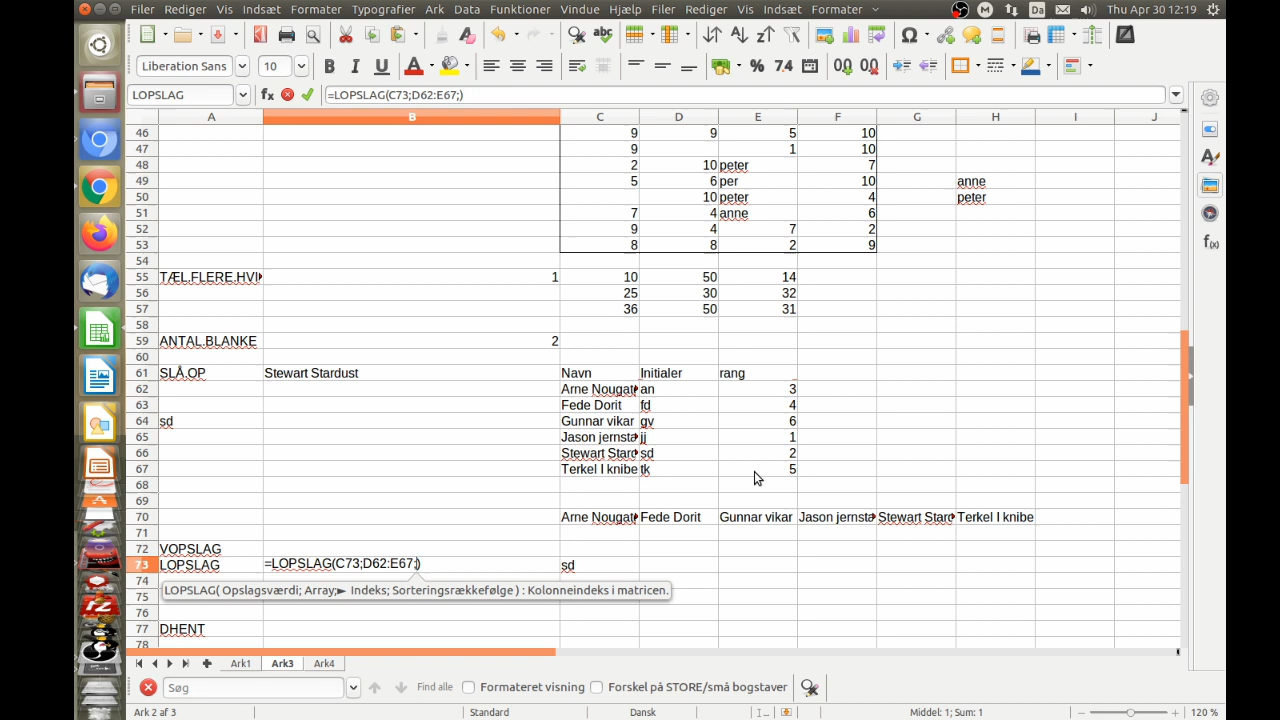 Filer Rediger Vis Indsæt Formater Typografier Ark Data Funktioner Vindue Hjælp Filer Rediger Vis Indsæt Formater Da Thu Apr 30 12:19
Liberation Sans 10
LOPSLAG =LOPSLAG(C73;D62:E67;)
A B C D E F G H I J
46 9 9 5 10
47 9 1 10
48 2 10 peter 7
49 5 6 per 10 anne
50 10 peter 4 peter
51 7 4 anne 6
52 9 4 7 2
53 8 8 2 9
54
55 TÆL.FLERE.HVI 1 10 50 14
56 25 30 32
57 36 50 31
58
59 ANTAL.BLANKE 2
60
61 SLÅ.OP Stewart Stardust Navn Initialer rang
62 Arne Nougat an 3
63 Fede Dorit fd 4
64 sd Gunnar vikar gv 6
65 Jason jernsta jj 1
66 Stewart Star sd 2
67 Terkel I knibe tk 5
68
69
70 Arne Nougat Fede Dorit Gunnar vikar Jason jernsta Stewart Star Terkel I knibe
71
72 VOPSLAG
73 LOPSLAG =LOPSLAG(C73;D62:E67;) sd
74
LOPSLAG( Opslagsværdi; Array;► Indeks; Sorteringsrækkefølge ) : Kolonneindeks i matricen.
75
76
77 DHENT
78
Ark1 Ark3 Ark4
Søg Find alle Formateret visning Forskel på STORE/små bogstaver
Ark 2 af 3 Standard Dansk Middel: 1; Sum: 1 120 %